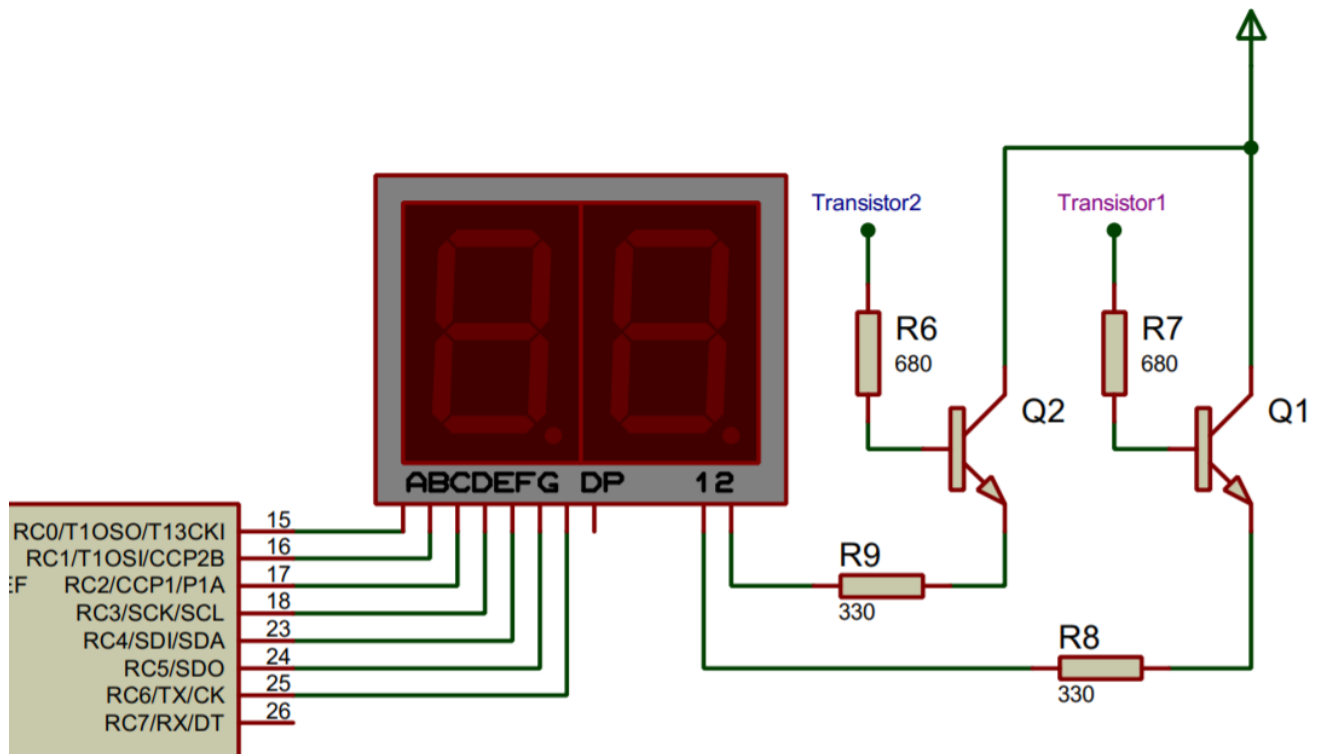 Transistor2
Transistor1
R6
680
R7
680
Q2
Q1
ABCDEFG DP 12
RC0/T1OSO/T13CKI
15
RC1/T1OSI/CCP2B
16
EF RC2/CCP1/P1A
17
RC3/SCK/SCL
18
RC4/SDI/SDA
23
RC5/SDO
24
RC6/TX/CK
25
RC7/RX/DT
26
R9
330
R8
330